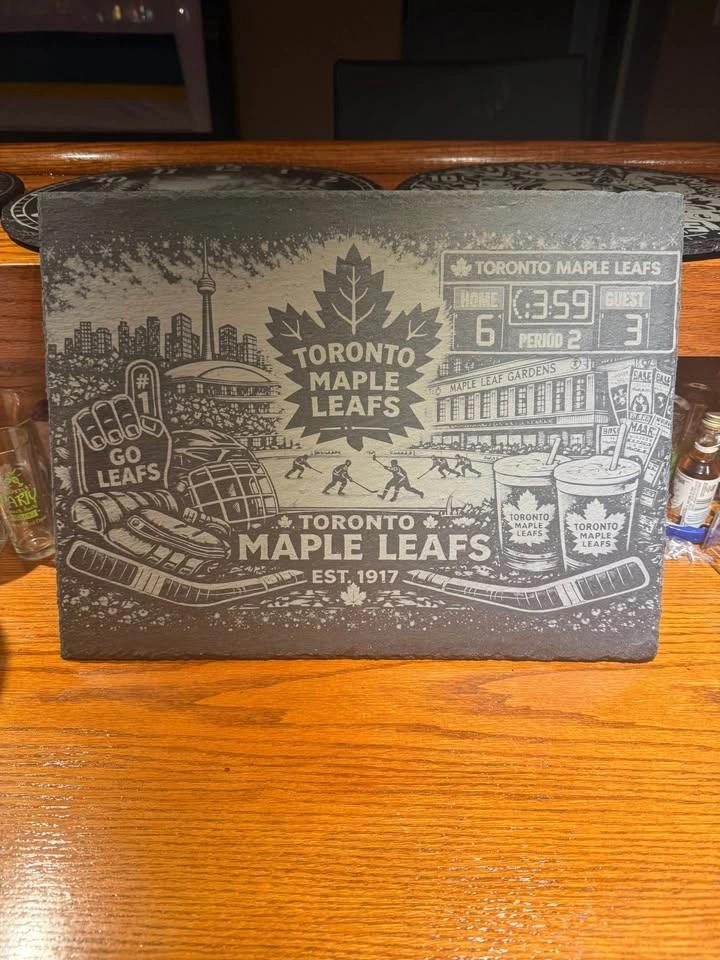 TORONTO MAPLE LEAFS
HOME
:359
GUEST
6
PERIOD 2
3
TORONTO
MAPLE
LEAFS
MAPLE LEAF GARDENS
#1
GO
LEAFS
TORONTO
MAPLE
LEAFS
TORONTO
MAPLE
LEAFS
TORONTO
MAPLE LEAFS
EST. 1917